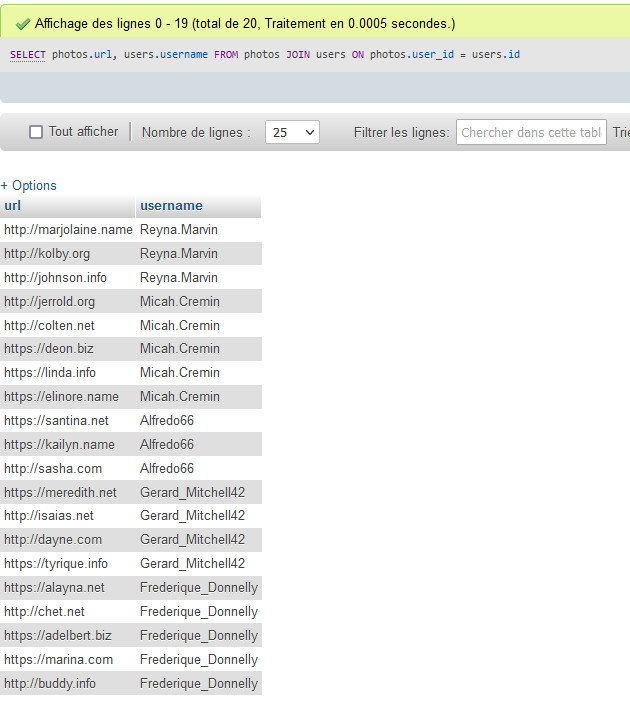 Affichage des lignes 0 - 19 (total de 20, Traitement en 0.0005 secondes.)
SELECT photos.url, users.username FROM photos JOIN users ON photos.user_id = users.id
Tout afficher Nombre de lignes : 25 Filtrer les lignes: Chercher dans cette tabl Trie
+ Options
url username
http://marjolaine.name Reyna.Marvin
http://kolby.org Reyna.Marvin
http://johnson.info Reyna.Marvin
http://jerrold.org Micah.Cremin
http://colten.net Micah.Cremin
https://deon.biz Micah.Cremin
https://linda.info Micah.Cremin
https://elinore.name Micah.Cremin
https://santina.net Alfredo66
https://kailyn.name Alfredo66
http://sasha.com Alfredo66
https://meredith.net Gerard_Mitchell42
http://isaias.net Gerard_Mitchell42
http://dayne.com Gerard_Mitchell42
https://tyrique.info Gerard_Mitchell42
https://alayna.net Frederique_Donnelly
http://chet.net Frederique_Donnelly
https://adelbert.biz Frederique_Donnelly
https://marina.com Frederique_Donnelly
http://buddy.info Frederique_Donnelly